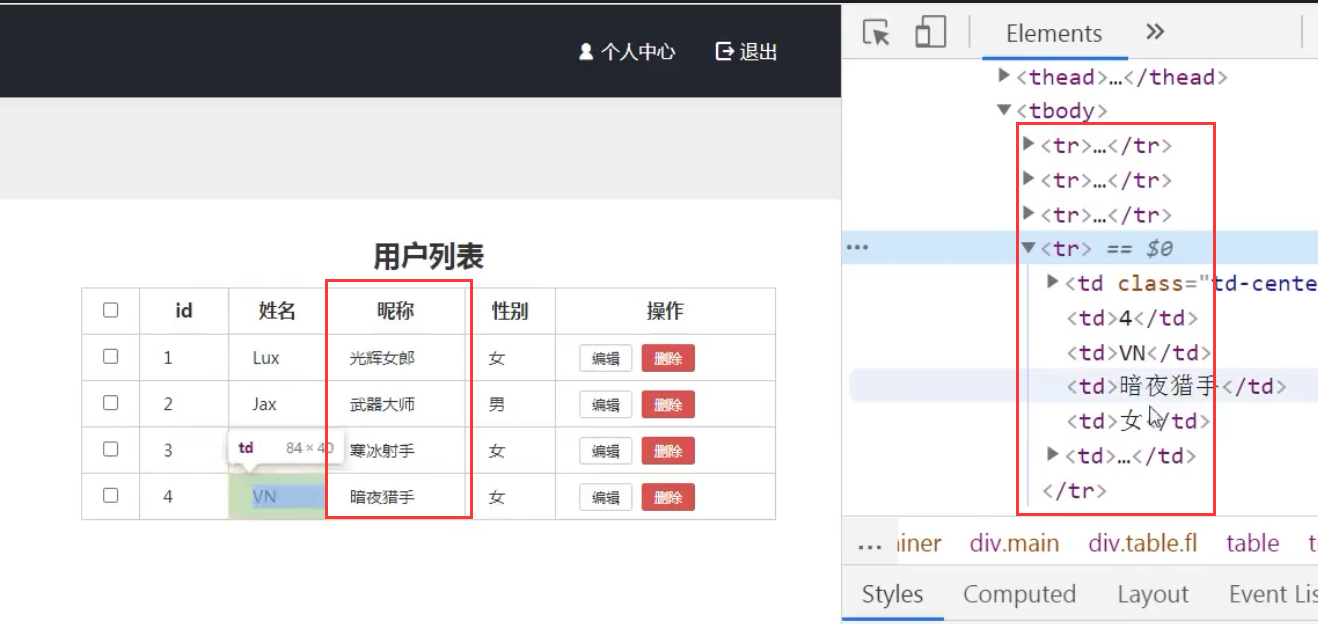 个人中心 退出
用户列表
id 姓名 昵称 性别 操作
1 Lux 光辉女郎 女 编辑 删除
2 Jax 武器大师 男 编辑 删除
td 84 × 40
3 寒冰射手 女 编辑 删除
4 VN 暗夜猎手 女 编辑 删除
Elements »
▶<thead>…</thead>
▼<tbody>
▶<tr>…</tr>
▶<tr>…</tr>
▶<tr>…</tr>
… ▼<tr> == $0
▶<td class="td-cente
<td>4</td>
<td>VN</td>
<td>暗夜猎手</td>
<td>女</td>
▶<td>…</td>
</tr>
… ainer div.main div.table.fl table t
Styles Computed Layout Event Lis